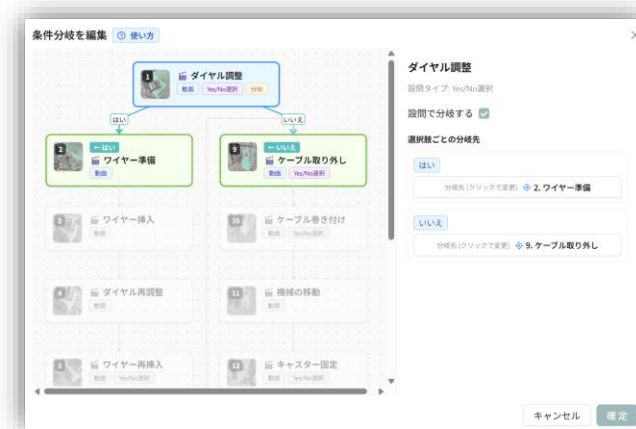 条件分岐を編集 使い方
1 ダイヤル調整
動画 Yes/No選択 分岐
はい いいえ
2 ←はい
ワイヤー準備
動画
9 ←いいえ
ケーブル取り外し
動画 Yes/No選択
3 ワイヤー挿入
動画
10 ケーブル巻き付け
動画 Yes/No選択
4 ダイヤル再調整
動画
11 機械の移動
動画 Yes/No選択
5 ワイヤー再挿入
動画 Yes/No選択
12 キャスター固定
動画 Yes/No選択
ダイヤル調整
設問タイプ: Yes/No選択
設問で分岐する
選択肢ごとの分岐先
はい
分岐先(クリックで変更) 2. ワイヤー準備
いいえ
分岐先(クリックで変更) 9. ケーブル取り外し
キャンセル 確定